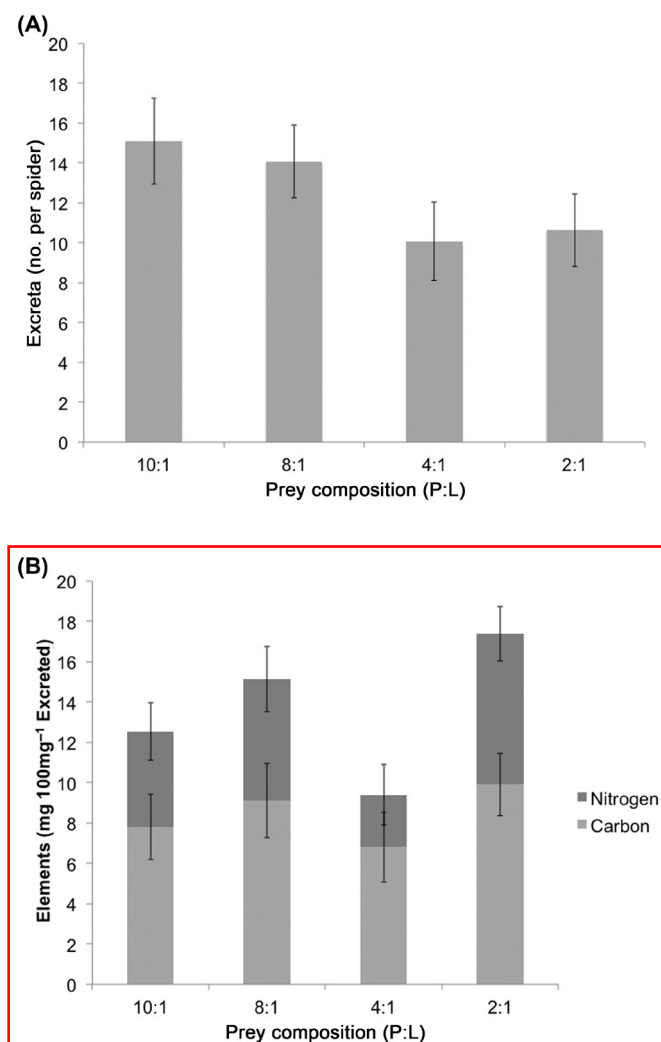 (A)
20
18
16
14
12
10
8
6
4
2
0
Excreta (no. per spider)
10:1 8:1 4:1 2:1
Prey composition (P:L)
(B)
20
18
16
14
12
10
8
6
4
2
0
Elements (mg 100mg⁻¹ Excreted)
Nitrogen
Carbon
10:1 8:1 4:1 2:1
Prey composition (P:L)